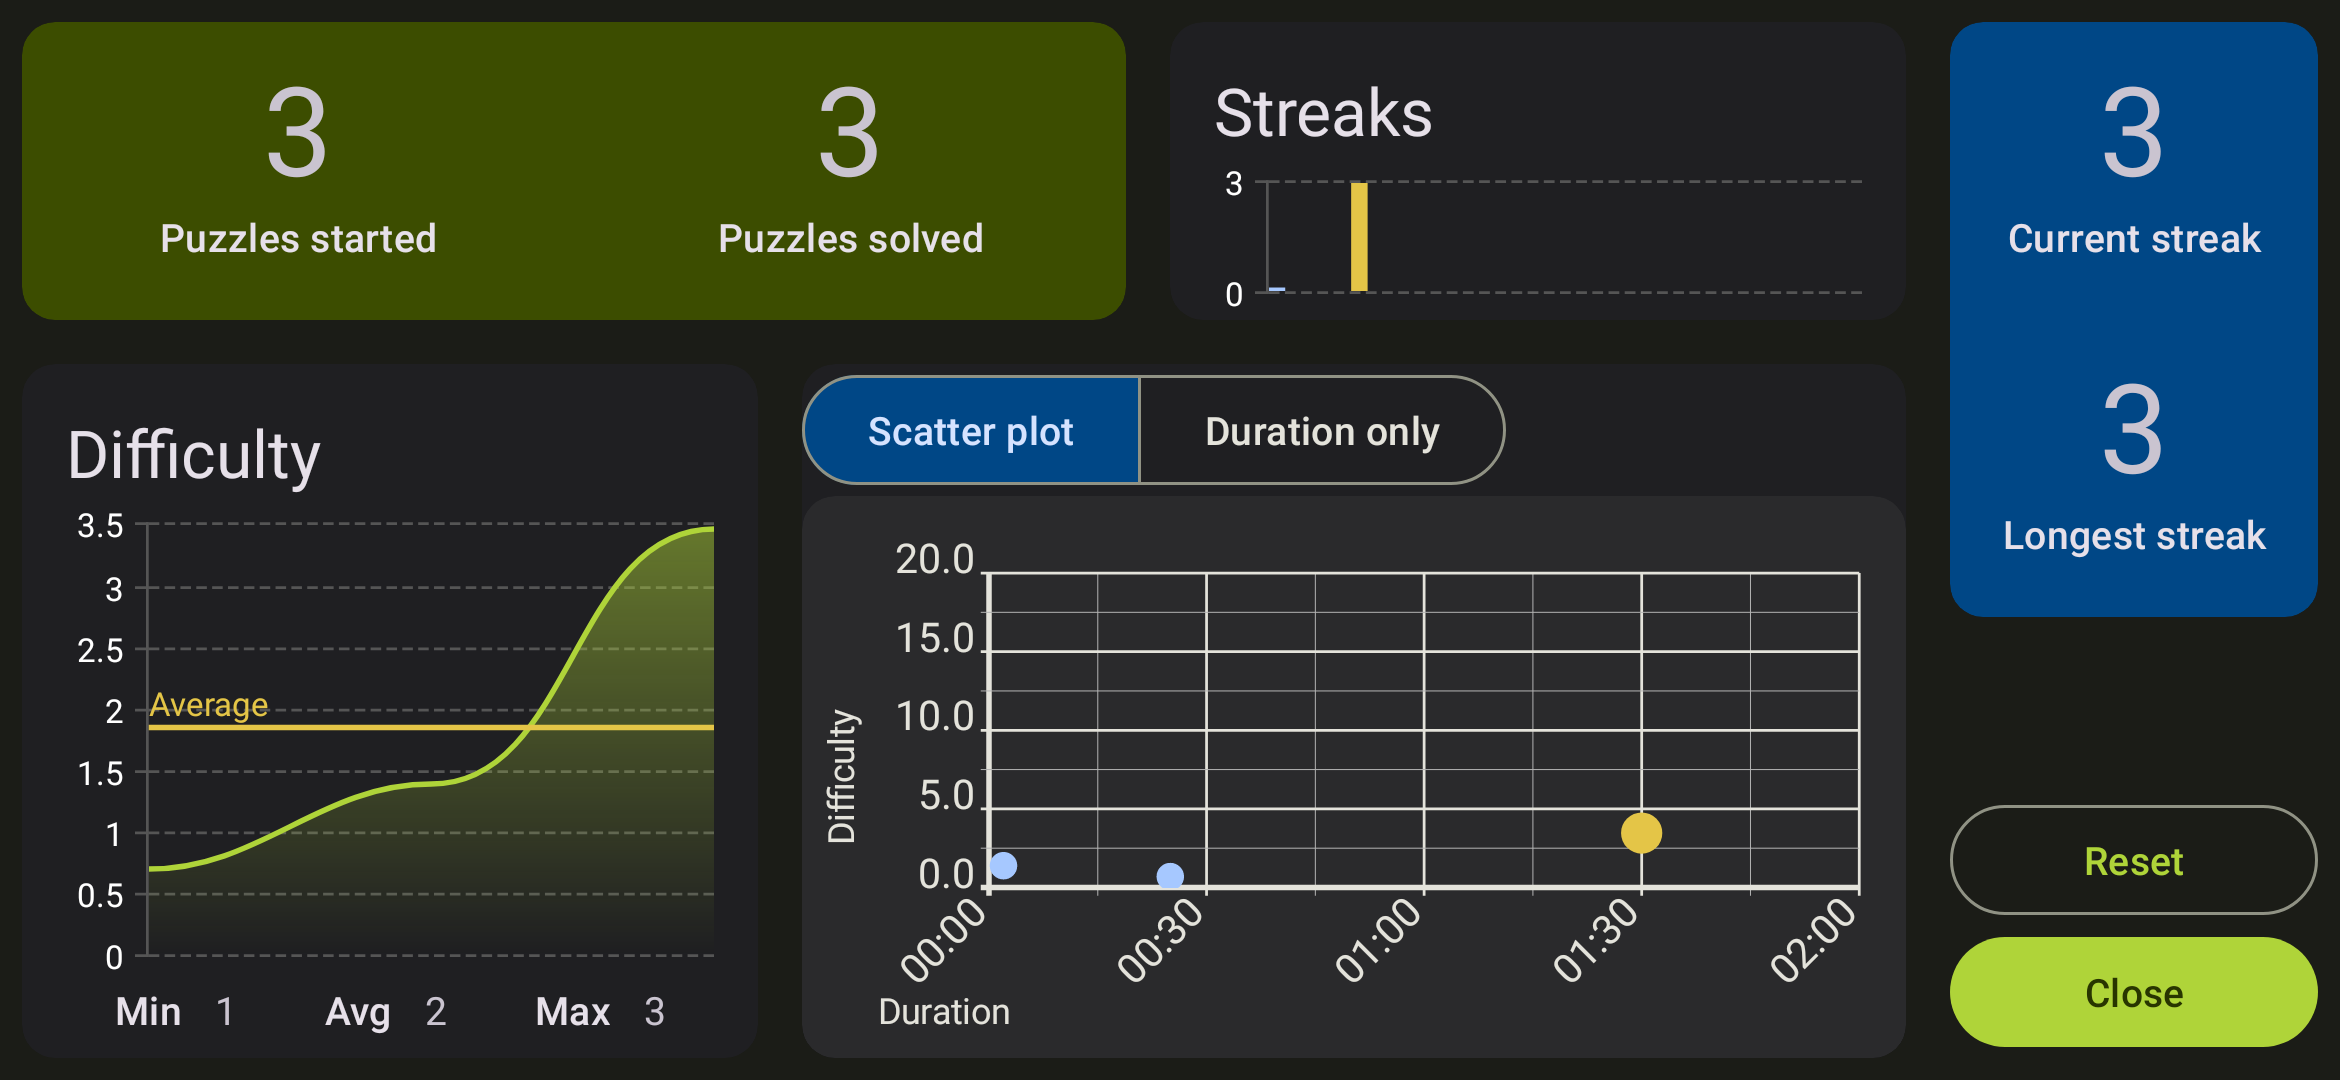 3
Puzzles started
3
Puzzles solved
Streaks
3
0
3
Current streak
3
Longest streak
Difficulty
3.5
3
2.5
2
1.5
1
0.5
0
Average
Min 1 Avg 2 Max 3
Scatter plot
Duration only
20.0
15.0
10.0
5.0
0.0
Difficulty
00:00 00:30 01:00 01:30 02:00
Duration
Reset
Close